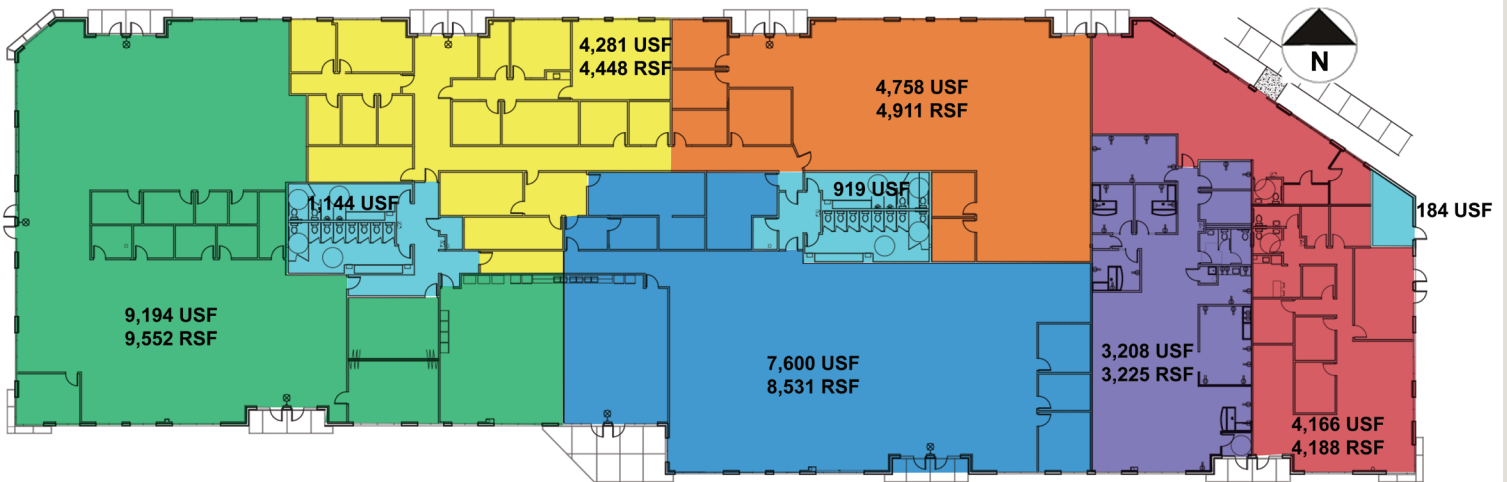 4,281 USF
4,448 RSF
4,758 USF
4,911 RSF
N
1,144 USF
919 USF
184 USF
9,194 USF
9,552 RSF
7,600 USF
8,531 RSF
3,208 USF
3,225 RSF
4,166 USF
4,188 RSF